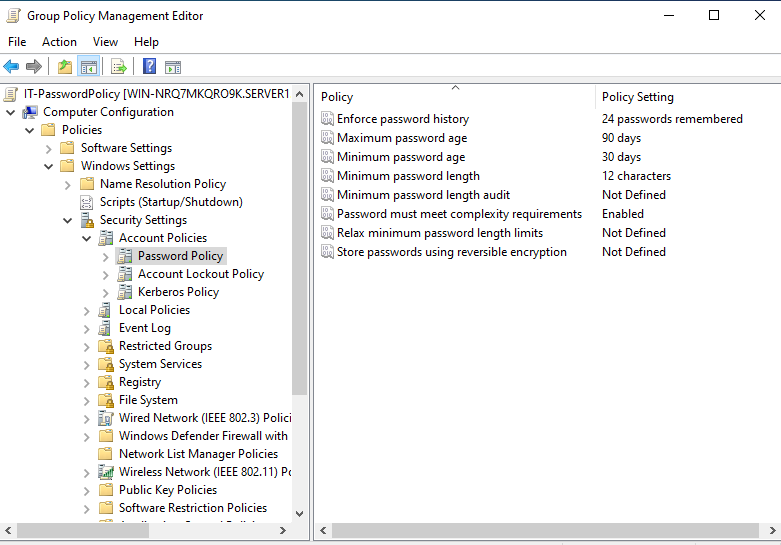 Group Policy Management Editor
File Action View Help
IT-PasswordPolicy [WIN-NRQ7MKQRO9K.SERVER1
Computer Configuration
Policies
Software Settings
Windows Settings
Name Resolution Policy
Scripts (Startup/Shutdown)
Security Settings
Account Policies
Password Policy
Account Lockout Policy
Kerberos Policy
Local Policies
Event Log
Restricted Groups
System Services
Registry
File System
Wired Network (IEEE 802.3) Polici
Windows Defender Firewall with
Network List Manager Policies
Wireless Network (IEEE 802.11) Po
Public Key Policies
Software Restriction Policies
Policy Policy Setting
Enforce password history 24 passwords remembered
Maximum password age 90 days
Minimum password age 30 days
Minimum password length 12 characters
Minimum password length audit Not Defined
Password must meet complexity requirements Enabled
Relax minimum password length limits Not Defined
Store passwords using reversible encryption Not Defined